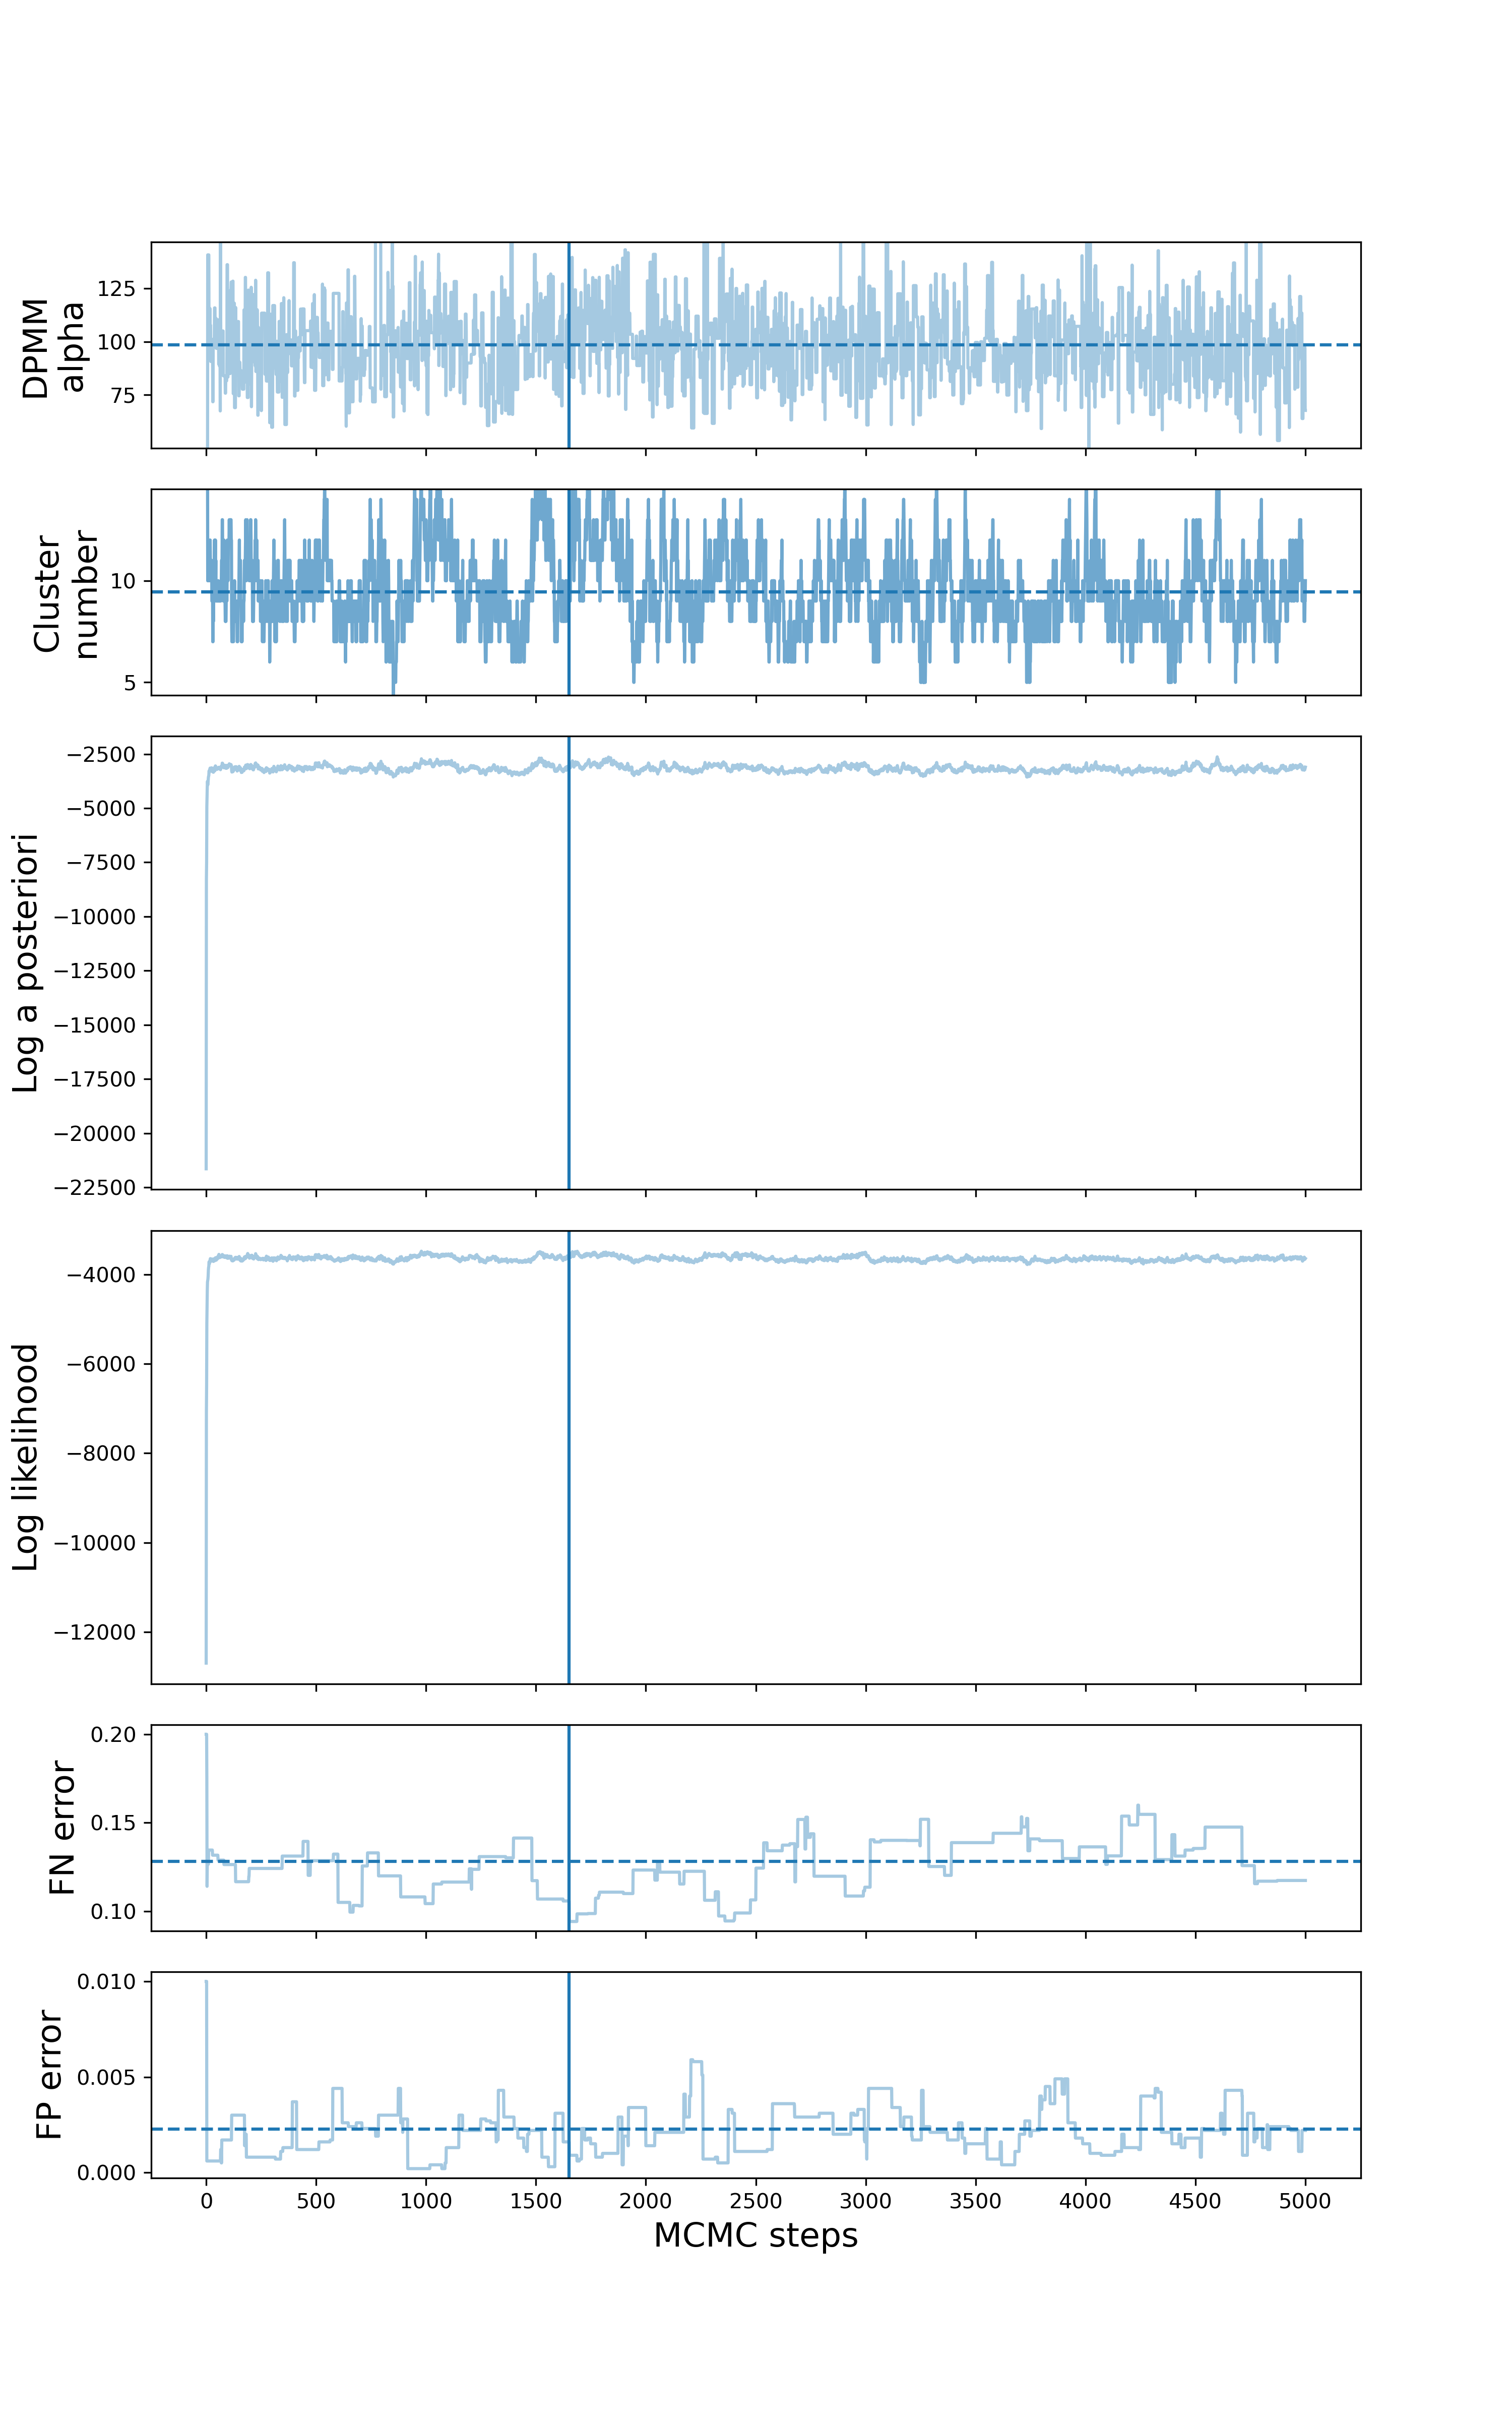 DPMM
alpha
125
100
75
Cluster
number
10
5
Log a posteriori
−2500
−5000
−7500
−10000
−12500
−15000
−17500
−20000
−22500
Log likelihood
−4000
−6000
−8000
−10000
−12000
FN error
0.20
0.15
0.10
FP error
0.010
0.005
0.000
0 500 1000 1500 2000 2500 3000 3500 4000 4500 5000
MCMC steps